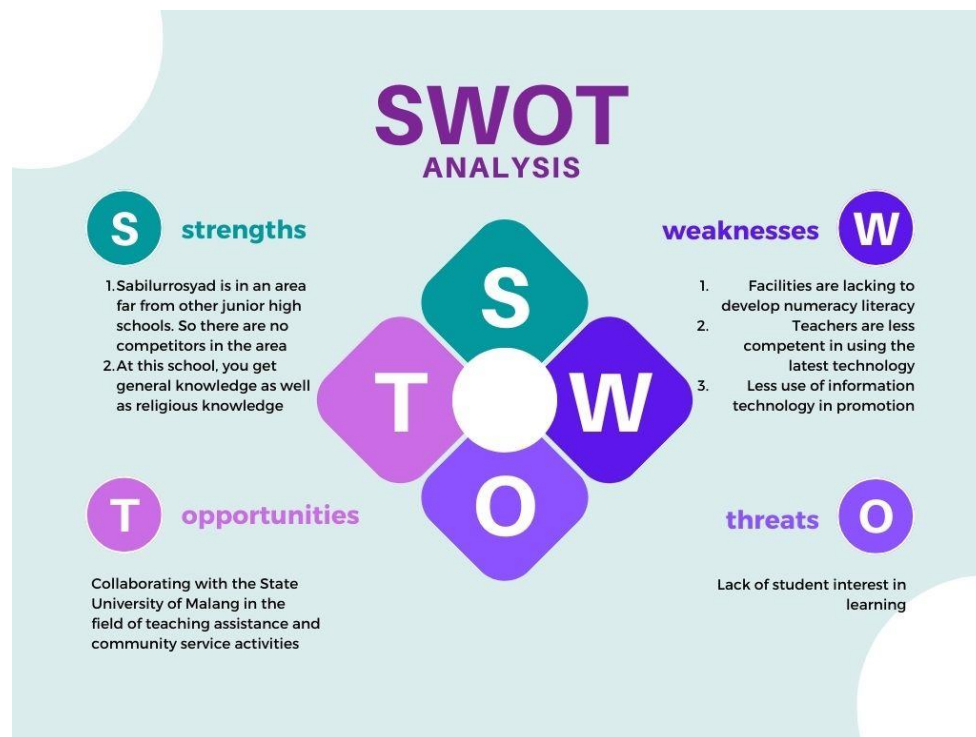 SWOT
ANALYSIS
S
strengths
1. Sabilurrosyad is in an area
far from other junior high
schools. So there are no
competitors in the area
2. At this school, you get
general knowledge as well
as religious knowledge
weaknesses
W
1. Facilities are lacking to
develop numeracy literacy
2. Teachers are less
competent in using the
latest technology
3. Less use of information
technology in promotion
S
T
W
O
T
opportunities
Collaborating with the State
University of Malang in the
field of teaching assistance and
community service activities
threats
O
Lack of student interest in
learning